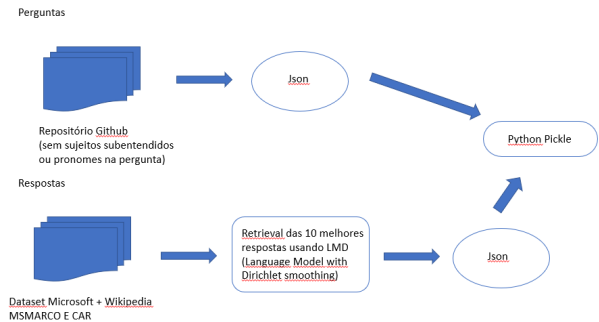 Perguntas
Json
Repositório Github
(sem sujeitos subentendidos
ou pronomes na pergunta)
Python Pickle
Respostas
Retrieval das 10 melhores
respostas usando LMD
(Language Model with
Dirichlet smoothing)
Json
Dataset Microsoft + Wikipedia
MSMARCO E CAR